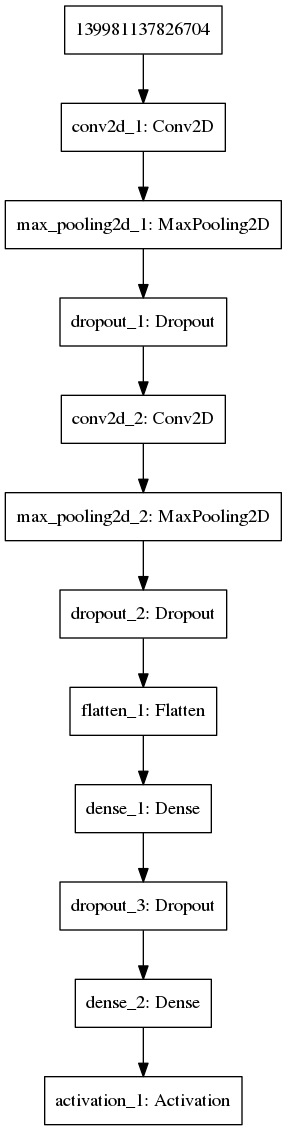 139981137826704
conv2d_1: Conv2D
max_pooling2d_1: MaxPooling2D
dropout_1: Dropout
conv2d_2: Conv2D
max_pooling2d_2: MaxPooling2D
dropout_2: Dropout
flatten_1: Flatten
dense_1: Dense
dropout_3: Dropout
dense_2: Dense
activation_1: Activation